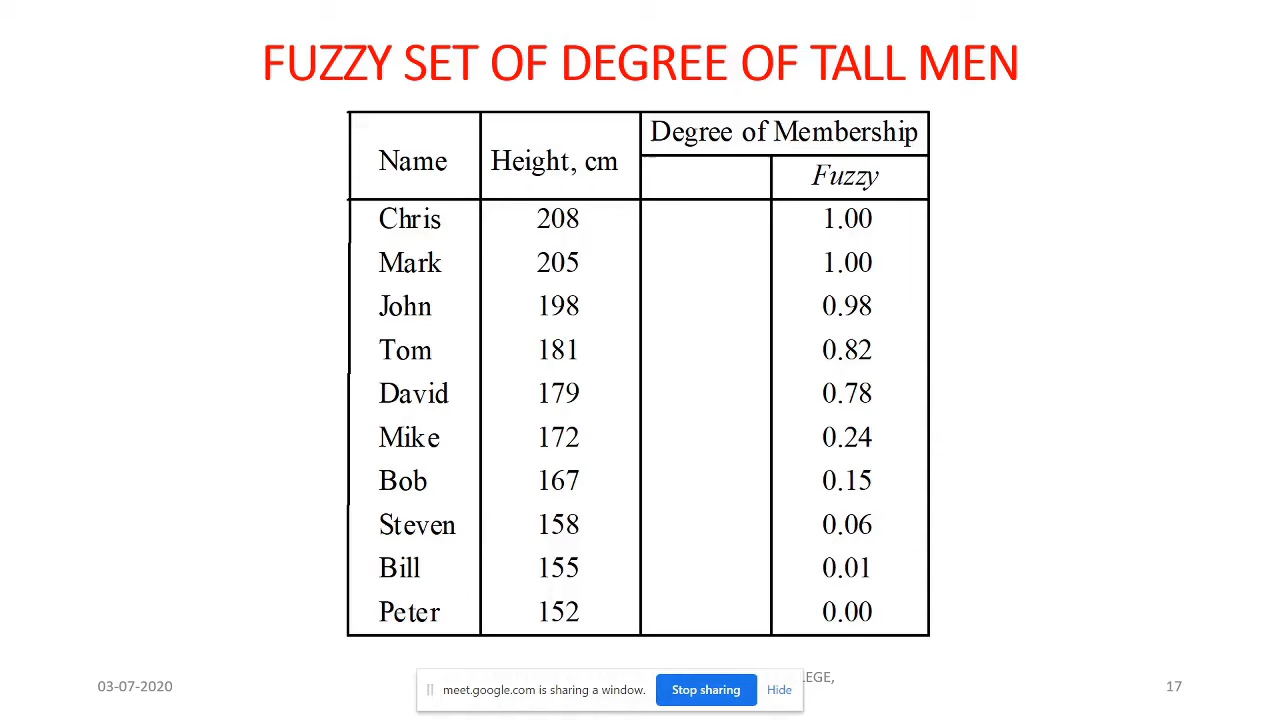 FUZZY SET OF DEGREE OF TALL MEN
Degree of Membership
Name Height, cm
Fuzzy
Chris 208 1.00
Mark 205 1.00
John 198 0.98
Tom 181 0.82
David 179 0.78
Mike 172 0.24
Bob 167 0.15
Steven 158 0.06
Bill 155 0.01
Peter 152 0.00
03-07-2020
meet.google.com is sharing a window. Stop sharing Hide
17